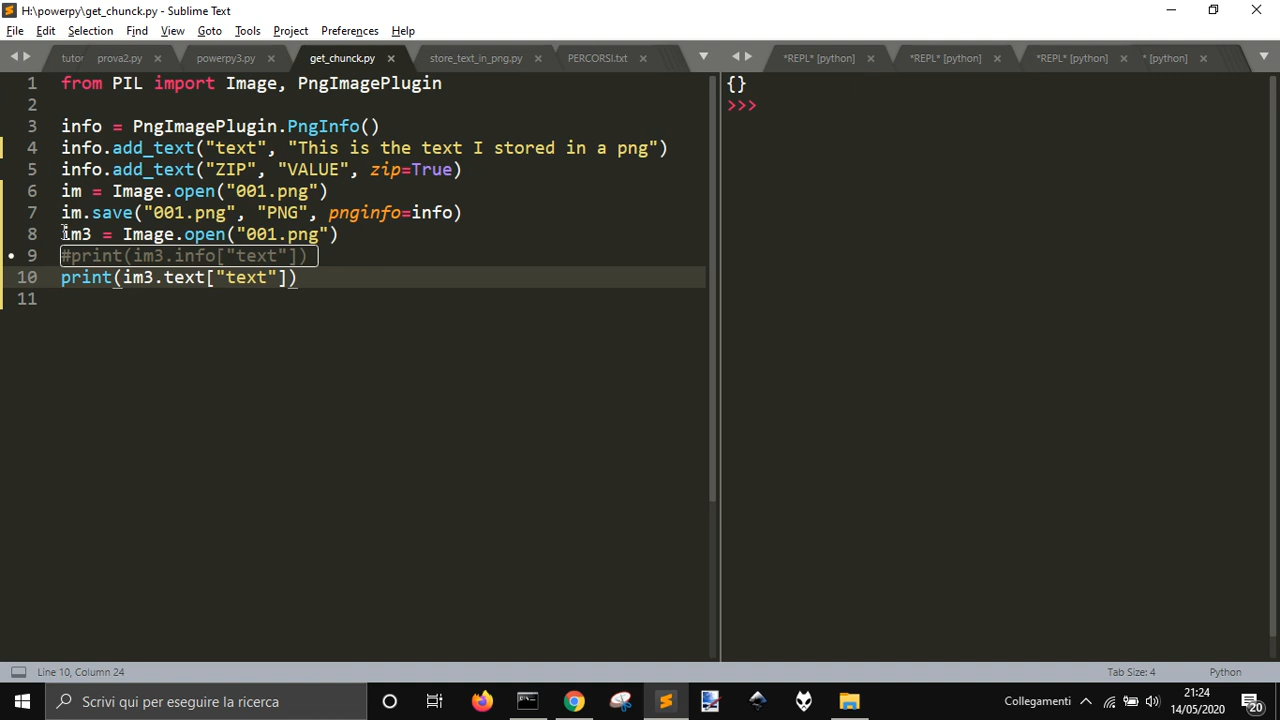 H:\powerpy\get_chunck.py - Sublime Text
File Edit Selection Find View Goto Tools Project Preferences Help
tutor prova2.py powerpy3.py get_chunck.py store_text_in_png.py PERCORSI.txt *REPL* [python] *REPL* [python] *REPL* [python] * [python]
1 from PIL import Image, PngImagePlugin
2
3 info = PngImagePlugin.PngInfo()
4 info.add_text("text", "This is the text I stored in a png")
5 info.add_text("ZIP", "VALUE", zip=True)
6 im = Image.open("001.png")
7 im.save("001.png", "PNG", pnginfo=info)
8 im3 = Image.open("001.png")
9 #print(im3.info["text"])
10 print(im3.text["text"])
11
{}
>>>
Line 10, Column 24 Tab Size: 4 Python
Scrivi qui per eseguire la ricerca
Collegamenti
21:24
14/05/2020
20